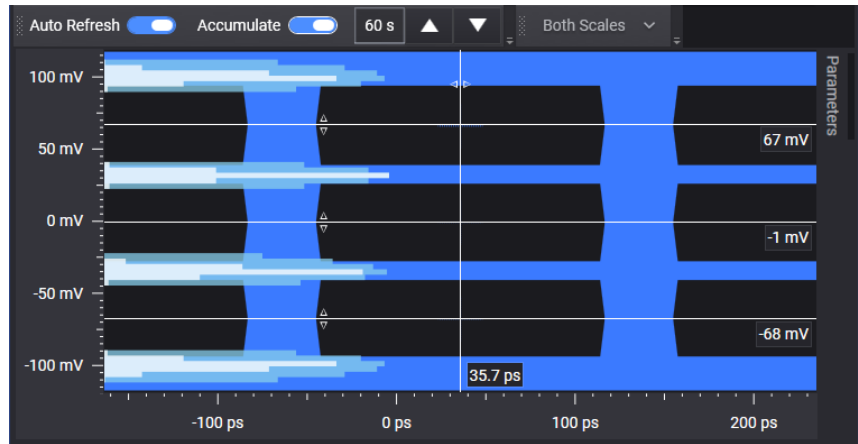 Auto Refresh Accumulate 60 s Both Scales
Parameters
100 mV
67 mV
50 mV
0 mV
-1 mV
-50 mV
-68 mV
-100 mV
35.7 ps
-100 ps 0 ps 100 ps 200 ps